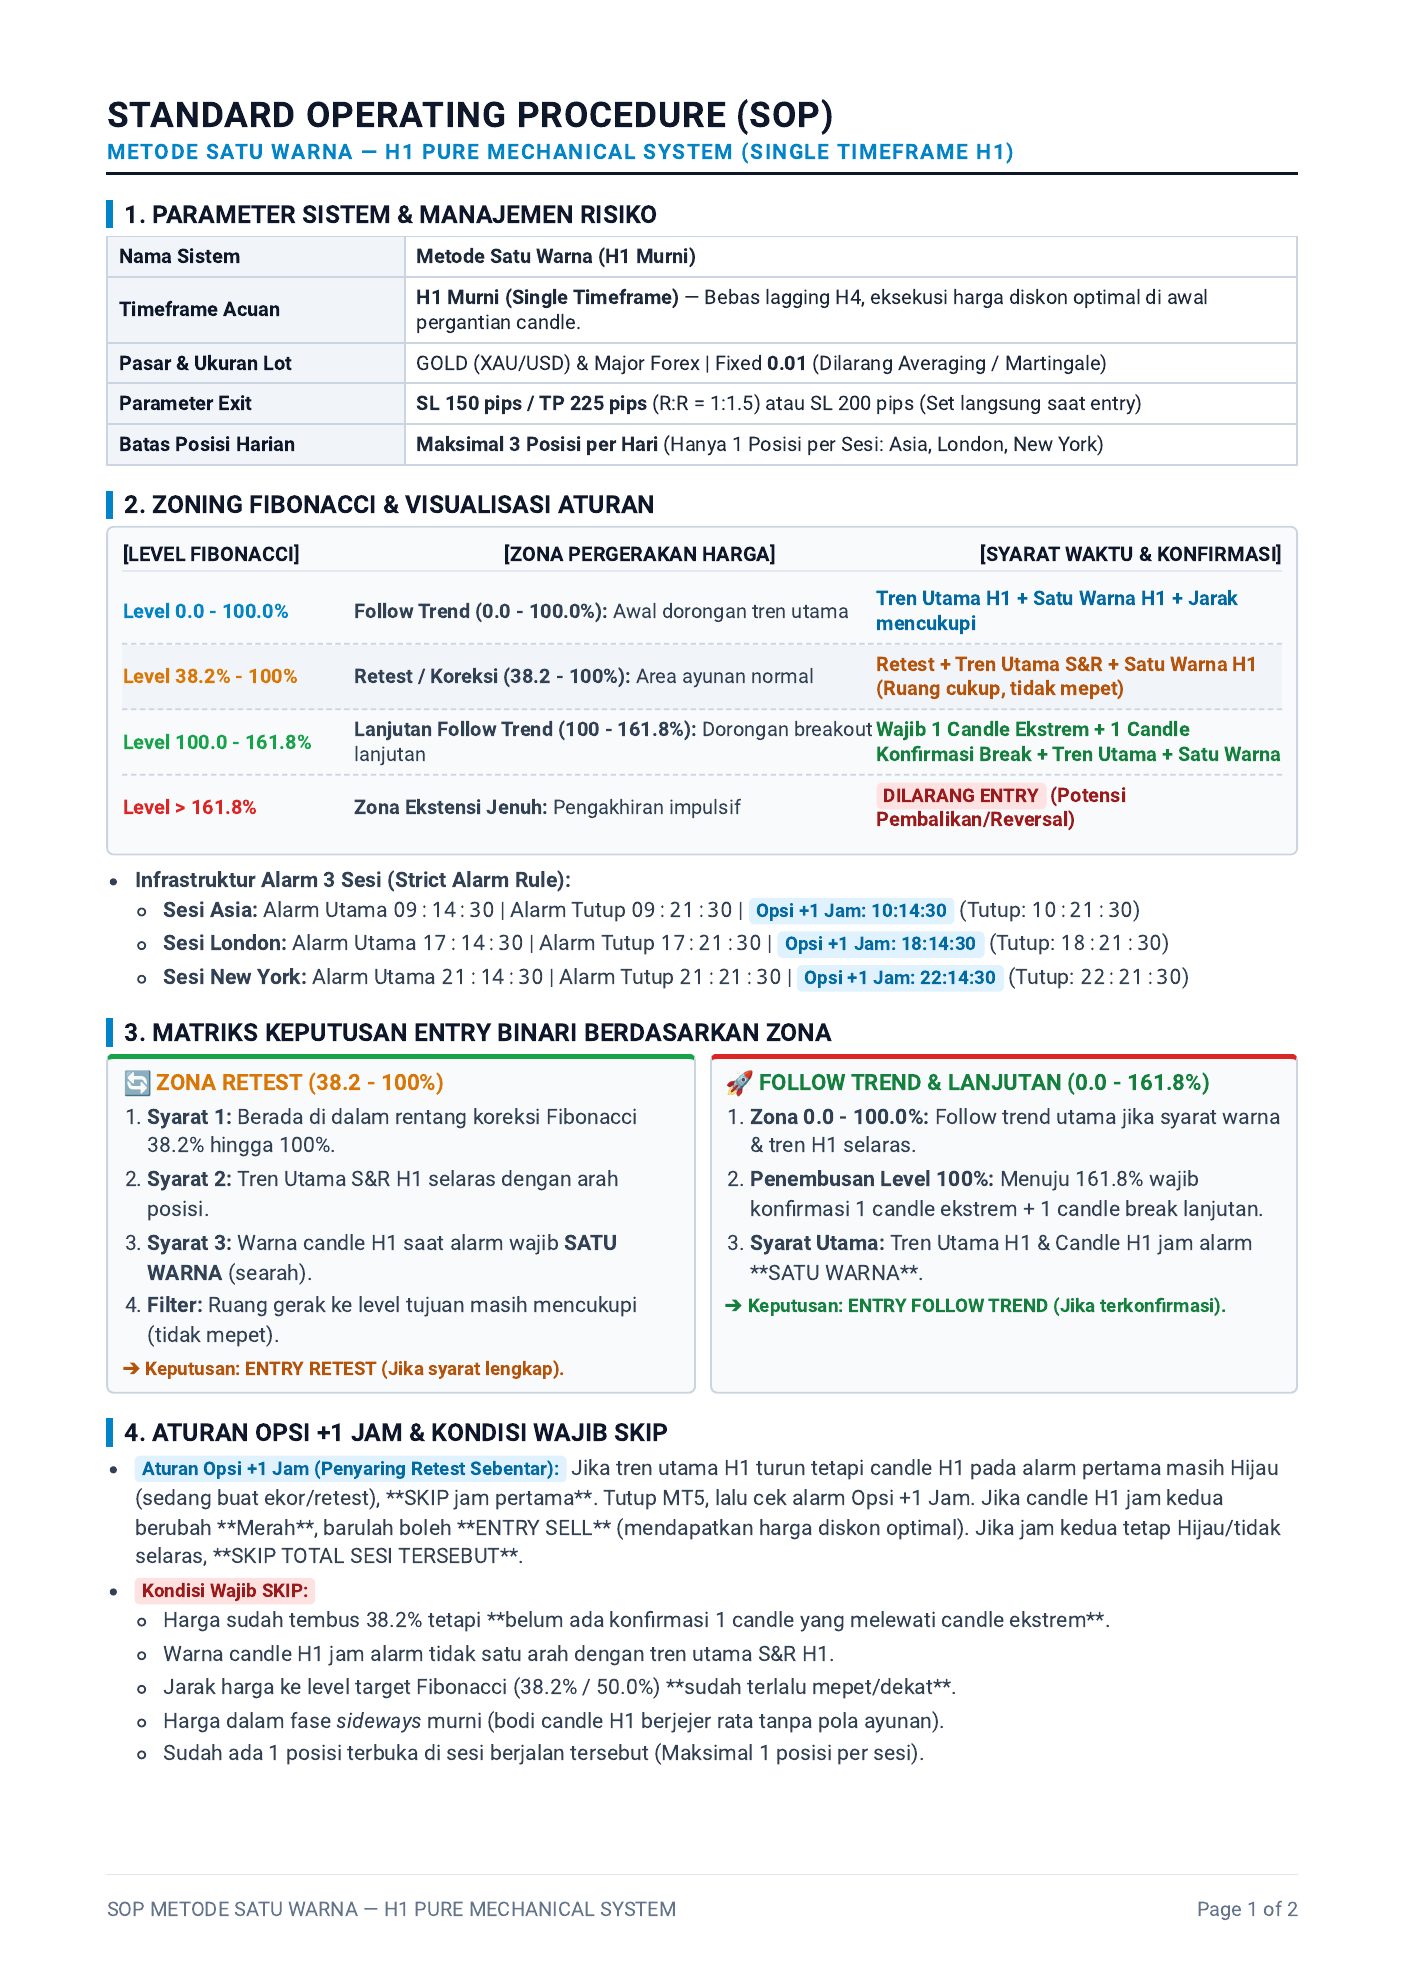 STANDARD OPERATING PROCEDURE (SOP)
METODE SATU WARNA — H1 PURE MECHANICAL SYSTEM (SINGLE TIMEFRAME H1)
1. PARAMETER SISTEM & MANAJEMEN RISIKO
Nama Sistem
Metode Satu Warna (H1 Murni)
Timeframe Acuan
H1 Murni (Single Timeframe) — Bebas lagging H4, eksekusi harga diskon optimal di awal
pergantian candle.
Pasar & Ukuran Lot
GOLD (XAU/USD) & Major Forex | Fixed 0.01 (Dilarang Averaging / Martingale)
Parameter Exit
SL 150 pips / TP 225 pips (R:R = 1:1.5) atau SL 200 pips (Set langsung saat entry)
Batas Posisi Harian
Maksimal 3 Posisi per Hari (Hanya 1 Posisi per Sesi: Asia, London, New York)
2. ZONING FIBONACCI & VISUALISASI ATURAN
[LEVEL FIBONACCI]
[ZONA PERGERAKAN HARGA]
[SYARAT WAKTU & KONFIRMASI]
Level 0.0 - 100.0%
Follow Trend (0.0 - 100.0%): Awal dorongan tren utama
Tren Utama H1 + Satu Warna H1 + Jarak
mencukupi
Level 38.2% - 100%
Retest / Koreksi (38.2 - 100%): Area ayunan normal
Retest + Tren Utama S&R + Satu Warna H1
(Ruang cukup, tidak mepet)
Level 100.0 - 161.8%
Lanjutan Follow Trend (100 - 161.8%): Dorongan breakout
lanjutan
Wajib 1 Candle Ekstrem + 1 Candle
Konfirmasi Break + Tren Utama + Satu Warna
Level > 161.8%
Zona Ekstensi Jenuh: Pengakhiran impulsif
DILARANG ENTRY (Potensi
Pembalikan/Reversal)
• Infrastruktur Alarm 3 Sesi (Strict Alarm Rule):
○ Sesi Asia: Alarm Utama 09:14:30 | Alarm Tutup 09:21:30 | Opsi +1 Jam: 10:14:30 (Tutup: 10:21:30)
○ Sesi London: Alarm Utama 17:14:30 | Alarm Tutup 17:21:30 | Opsi +1 Jam: 18:14:30 (Tutup: 18:21:30)
○ Sesi New York: Alarm Utama 21:14:30 | Alarm Tutup 21:21:30 | Opsi +1 Jam: 22:14:30 (Tutup: 22:21:30)
3. MATRIKS KEPUTUSAN ENTRY BINARI BERDASARKAN ZONA
🔄 ZONA RETEST (38.2 - 100%)
1. Syarat 1: Berada di dalam rentang koreksi Fibonacci
38.2% hingga 100%.
2. Syarat 2: Tren Utama S&R H1 selaras dengan arah
posisi.
3. Syarat 3: Warna candle H1 saat alarm wajib SATU
WARNA (searah).
4. Filter: Ruang gerak ke level tujuan masih mencukupi
(tidak mepet).
➔ Keputusan: ENTRY RETEST (Jika syarat lengkap).
🚀 FOLLOW TREND & LANJUTAN (0.0 - 161.8%)
1. Zona 0.0 - 100.0%: Follow trend utama jika syarat warna
& tren H1 selaras.
2. Penembusan Level 100%: Menuju 161.8% wajib
konfirmasi 1 candle ekstrem + 1 candle break lanjutan.
3. Syarat Utama: Tren Utama H1 & Candle H1 jam alarm
**SATU WARNA**.
➔ Keputusan: ENTRY FOLLOW TREND (Jika terkonfirmasi).
4. ATURAN OPSI +1 JAM & KONDISI WAJIB SKIP
• Aturan Opsi +1 Jam (Penyaring Retest Sebentar): Jika tren utama H1 turun tetapi candle H1 pada alarm pertama masih Hijau
(sedang buat ekor/retest), **SKIP jam pertama**. Tutup MT5, lalu cek alarm Opsi +1 Jam. Jika candle H1 jam kedua
berubah **Merah**, barulah boleh **ENTRY SELL** (mendapatkan harga diskon optimal). Jika jam kedua tetap Hijau/tidak
selaras, **SKIP TOTAL SESI TERSEBUT**.
• Kondisi Wajib SKIP:
○ Harga sudah tembus 38.2% tetapi **belum ada konfirmasi 1 candle yang melewati candle ekstrem**.
○ Warna candle H1 jam alarm tidak satu arah dengan tren utama S&R H1.
○ Jarak harga ke level target Fibonacci (38.2% / 50.0%) **sudah terlalu mepet/dekat**.
○ Harga dalam fase sideways murni (bodi candle H1 berjejer rata tanpa pola ayunan).
○ Sudah ada 1 posisi terbuka di sesi berjalan tersebut (Maksimal 1 posisi per sesi).
SOP METODE SATU WARNA — H1 PURE MECHANICAL SYSTEM
Page 1 of 2